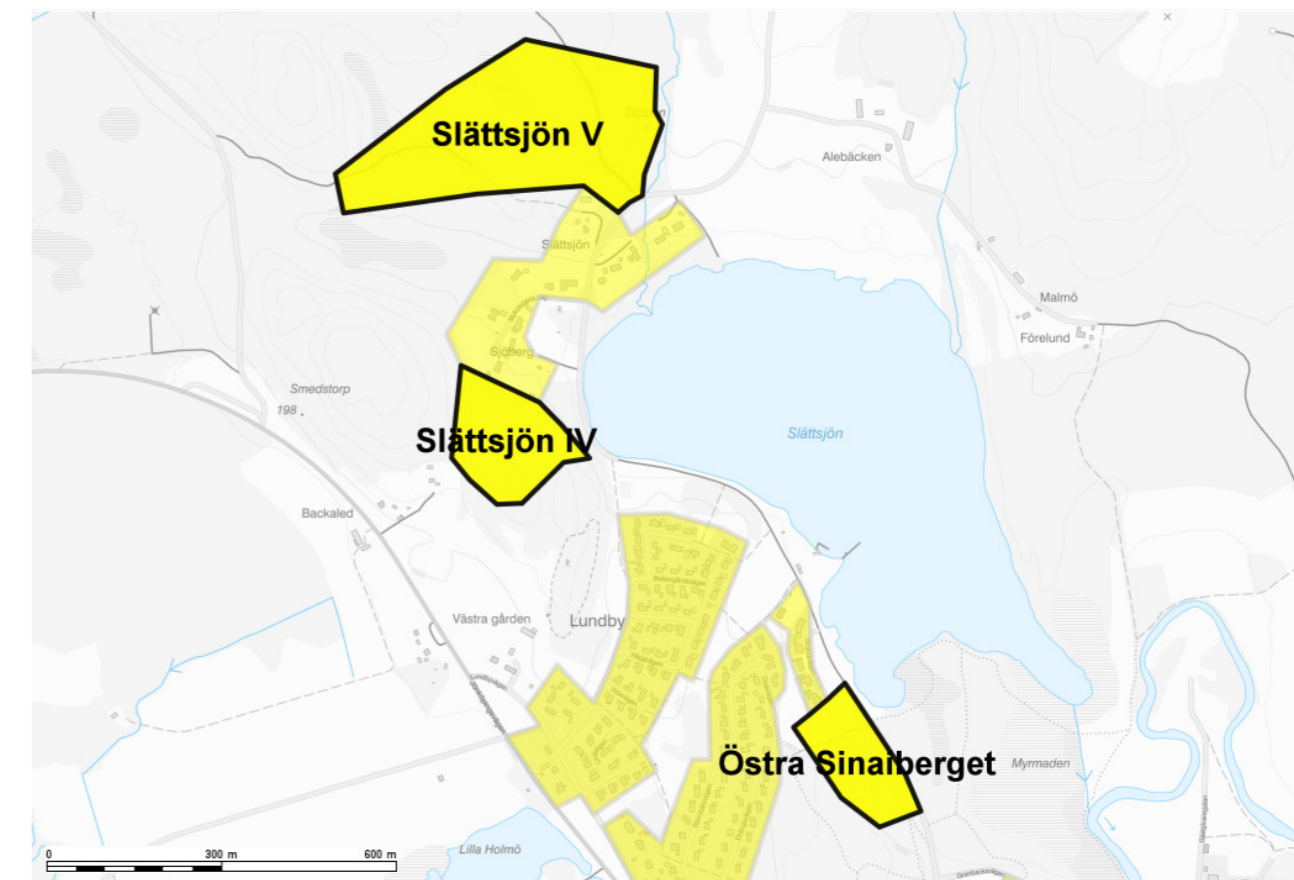 Slättsjön V
Alebäcken
Slättsjön
Malmö
Förelund
Sjöberg
Smedstorp
198
Slättsjön
Slättsjön IV
Backaled
Västra gården
Lundby
Östra Sinaiberget
Myrmaden
Lilla Holmö
0
300 m
600 m